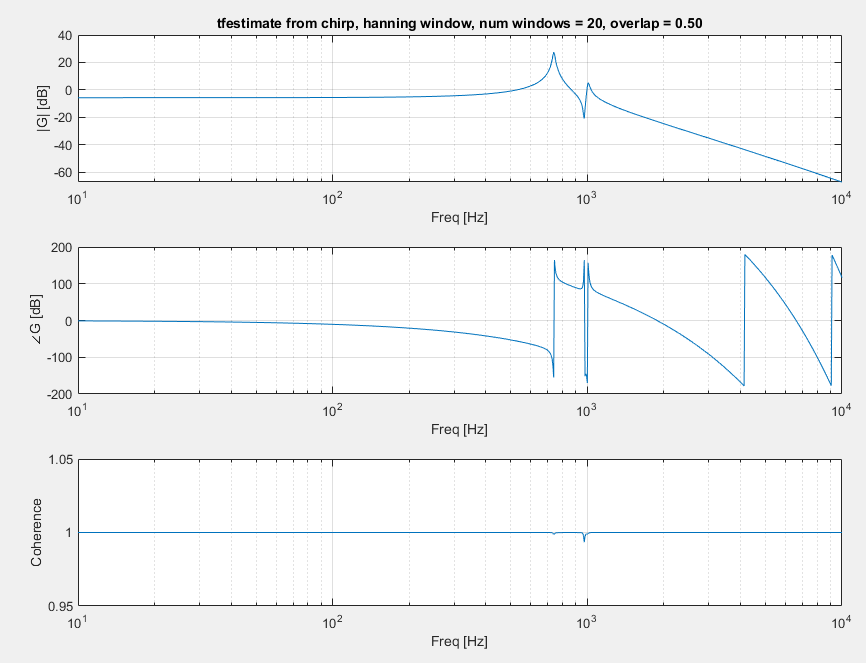 tfestimate from chirp, hanning window, num windows = 20, overlap = 0.50
40
20
0
-20
-40
-60
|G| [dB]
10^1 10^2 10^3 10^4
Freq [Hz]
200
100
0
-100
-200
∠G [dB]
10^1 10^2 10^3 10^4
Freq [Hz]
1.05
1
0.95
Coherence
10^1 10^2 10^3 10^4
Freq [Hz]